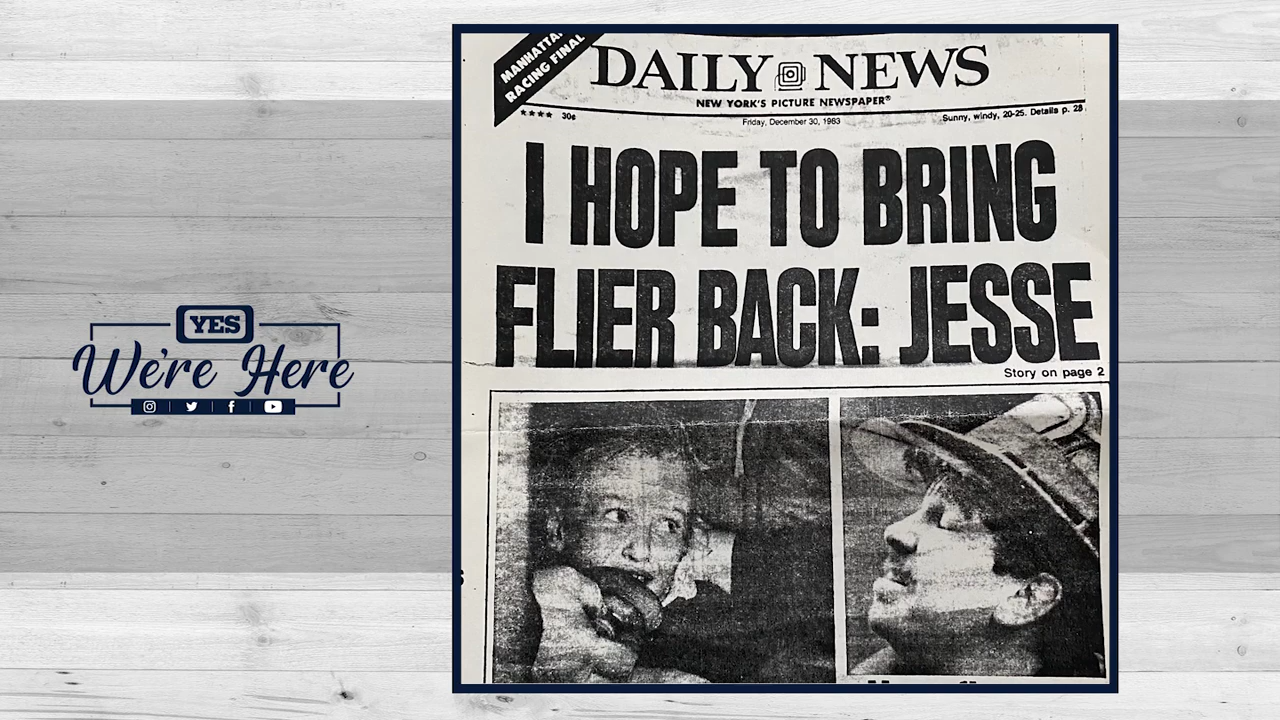 MANHATTAN
RACING FINAL
DAILY NEWS
NEW YORK'S PICTURE NEWSPAPER®
★★★★ 30¢
Friday, December 30, 1983
Sunny, windy, 20-25. Details p. 28
I HOPE TO BRING
FLIER BACK: JESSE
Story on page 2
YES
We're Here